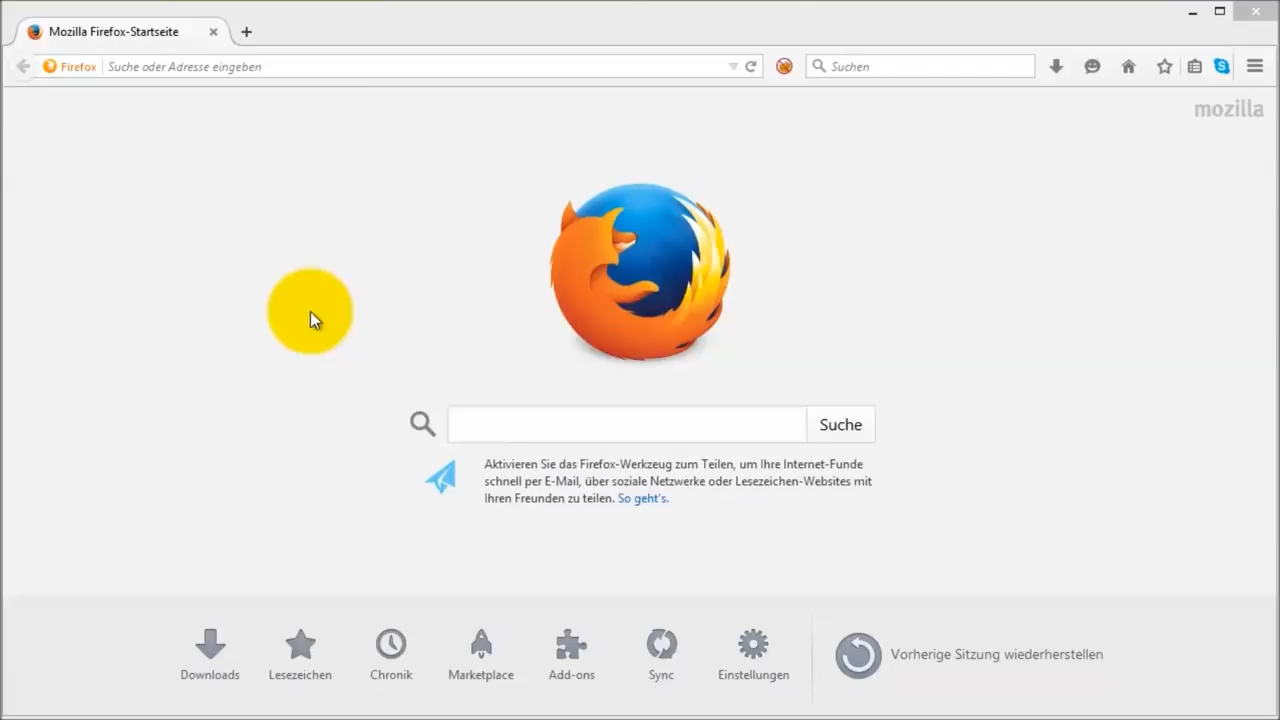 Mozilla Firefox-Startseite
Firefox
Suche oder Adresse eingeben
Suchen
mozilla
Suche
Aktivieren Sie das Firefox-Werkzeug zum Teilen, um Ihre Internet-Funde
schnell per E-Mail, über soziale Netzwerke oder Lesezeichen-Websites mit
Ihren Freunden zu teilen. So geht's.
Downloads
Lesezeichen
Chronik
Marketplace
Add-ons
Sync
Einstellungen
Vorherige Sitzung wiederherstellen